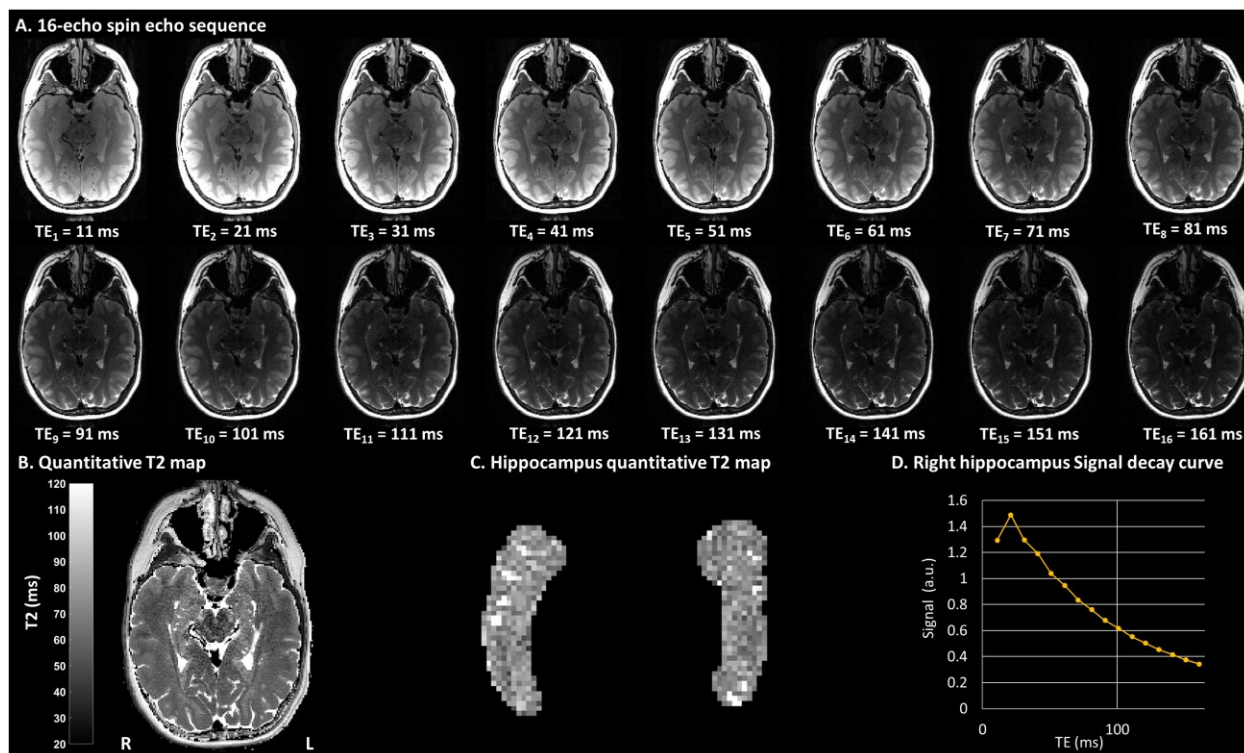 A. 16-echo spin echo sequence
TE1 = 11 ms TE2 = 21 ms TE3 = 31 ms TE4 = 41 ms TE5 = 51 ms TE6 = 61 ms TE7 = 71 ms TE8 = 81 ms
TE9 = 91 ms TE10 = 101 ms TE11 = 111 ms TE12 = 121 ms TE13 = 131 ms TE14 = 141 ms TE15 = 151 ms TE16 = 161 ms
B. Quantitative T2 map
T2 (ms)
120
110
100
90
80
70
60
50
40
30
20
R L
C. Hippocampus quantitative T2 map
D. Right hippocampus Signal decay curve
Signal (a.u.)
1.6
1.4
1.2
1
0.8
0.6
0.4
0.2
0
0 100
TE (ms)